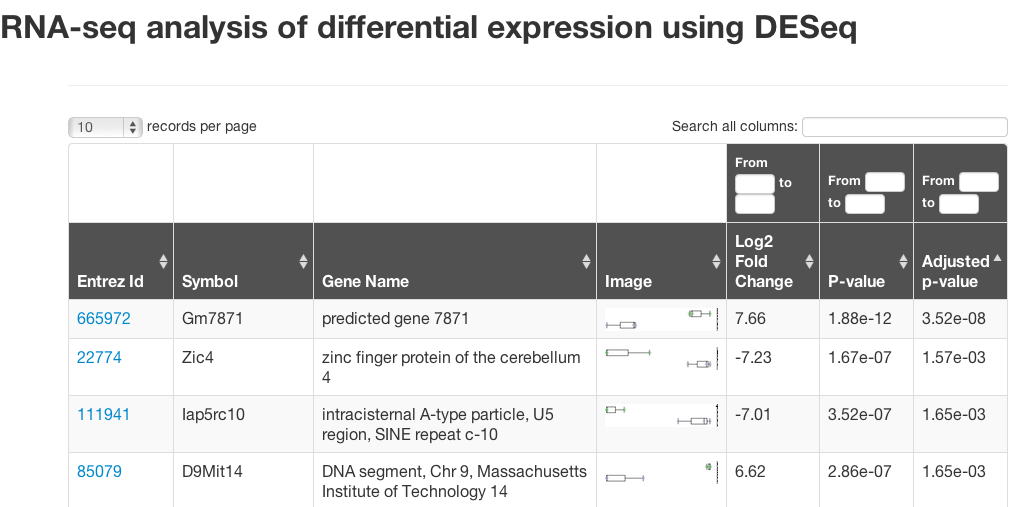 RNA-seq analysis of differential expression using DESeq
10 records per page
Search all columns:
From
to
From
to
From
to
Entrez Id
Symbol
Gene Name
Image
Log2
Fold
Change
P-value
Adjusted
p-value
665972 Gm7871 predicted gene 7871 7.66 1.88e-12 3.52e-08
22774 Zic4 zinc finger protein of the cerebellum -7.23 1.67e-07 1.57e-03
4
111941 Iap5rc10 intracisternal A-type particle, U5 -7.01 3.52e-07 1.65e-03
region, SINE repeat c-10
85079 D9Mit14 DNA segment, Chr 9, Massachusetts 6.62 2.86e-07 1.65e-03
Institute of Technology 14